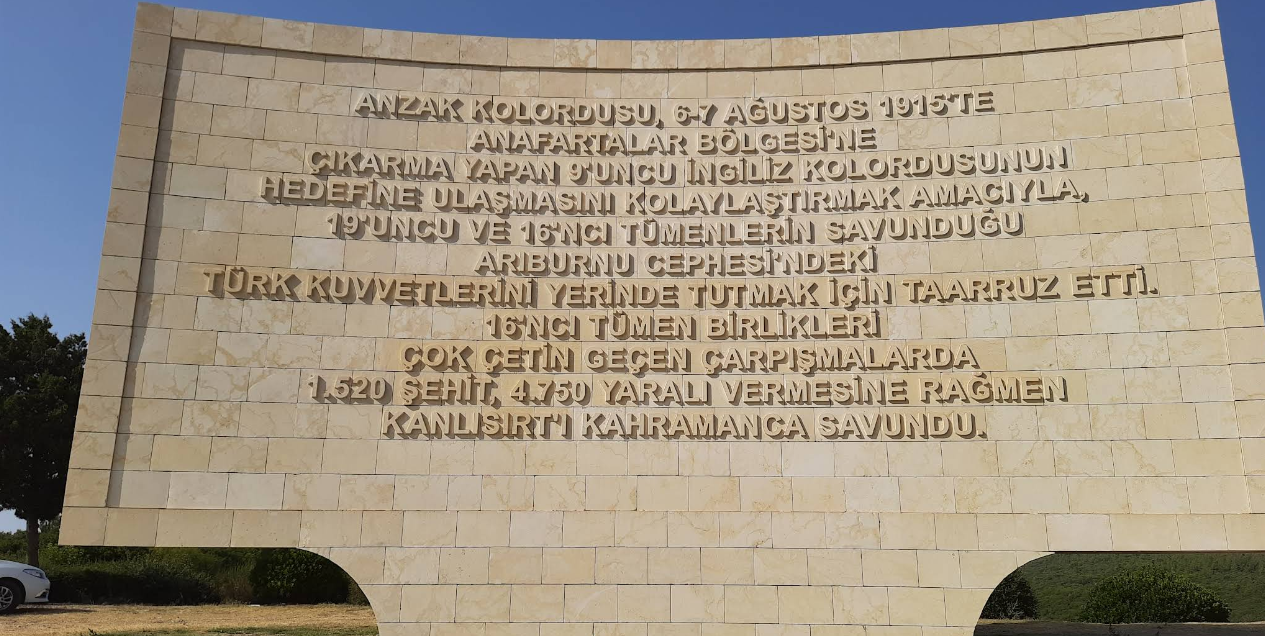 ANZAK KOLORDUSU, 6-7 AĞUSTOS 1915'TE
ANAFARTALAR BÖLGESİ'NE
ÇIKARMA YAPAN 9'UNCU İNGİLİZ KOLORDUSUNUN
HEDEFİNE ULAŞMASINI KOLAYLAŞTIRMAK AMACIYLA,
19'UNCU VE 16'NCI TÜMENLERİN SAVUNDUĞU
ARIBURNU CEPHESİ'NDEKİ
TÜRK KUVVETLERİNİ YERİNDE TUTMAK İÇİN TAARRUZ ETTİ.
16'NCI TÜMEN BİRLİKLERİ
ÇOK ÇETİN GEÇEN ÇARPIŞMALARDA
1.520 ŞEHİT, 4.750 YARALI VERMESİNE RAĞMEN
KANLISIRT'I KAHRAMANCA SAVUNDU.